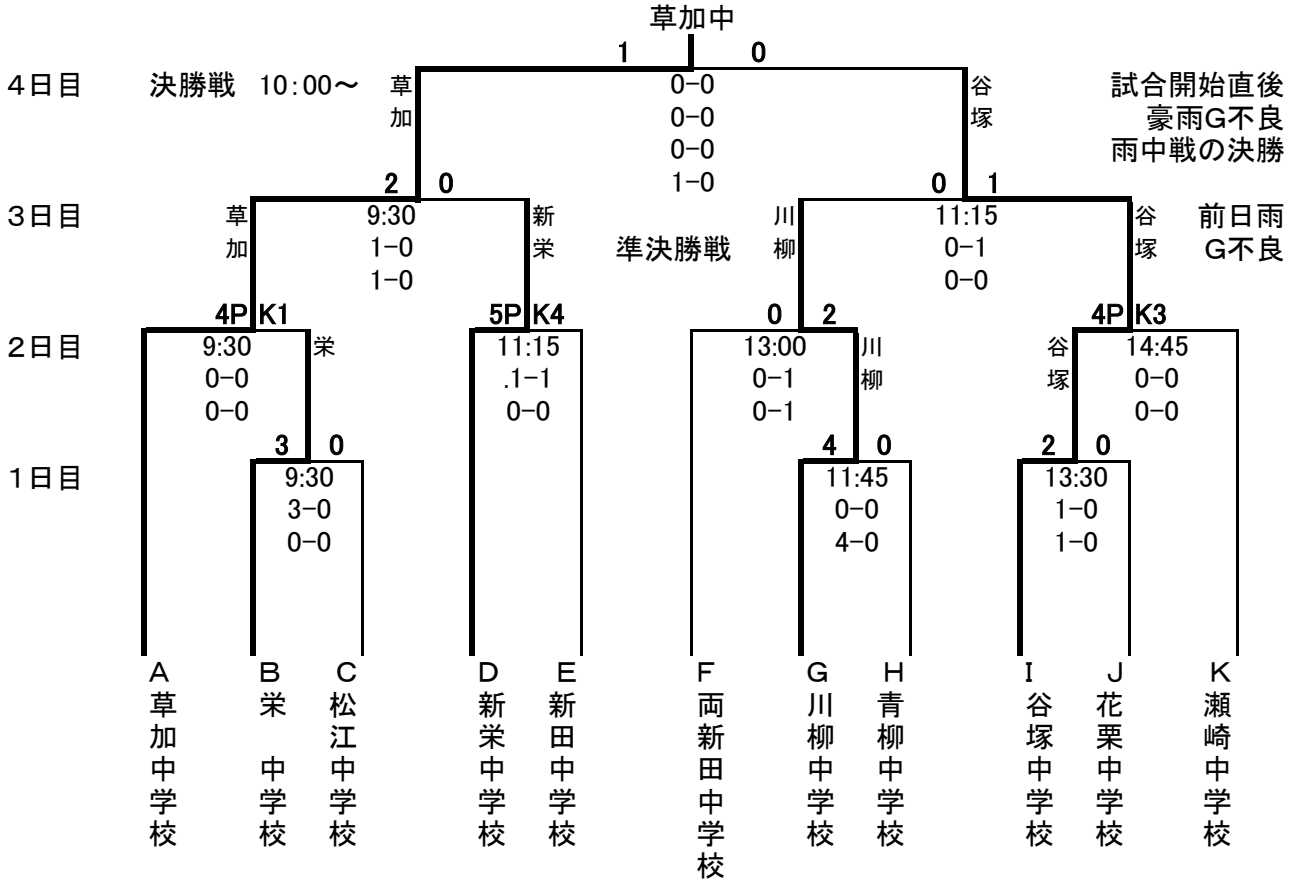 草加中
1 0
4日目 決勝戦 10:00～ 草加 0-0 谷塚 試合開始直後
0-0 豪雨G不良
0-0 雨中戦の決勝
1-0
2 0 0 1
3日目 草加 9:30 新栄 準決勝戦 川柳 11:15 谷塚 前日雨
1-0 0-1 G不良
1-0 0-0
4PK1 5PK4 0 2 4PK3
2日目 9:30 栄 11:15 13:00 川柳 谷塚 14:45
0-0 .1-1 0-1 0-0
0-0 0-0 0-1 0-0
3 0 4 0 2 0
1日目 9:30 11:45 13:30
3-0 0-0 1-0
0-0 4-0 1-0
A B C D E F G H I J K
草加中学校
栄 中学校
松江中学校
新栄中学校
新田中学校
両新田中学校
川柳中学校
青柳中学校
谷塚中学校
花栗中学校
瀬崎中学校